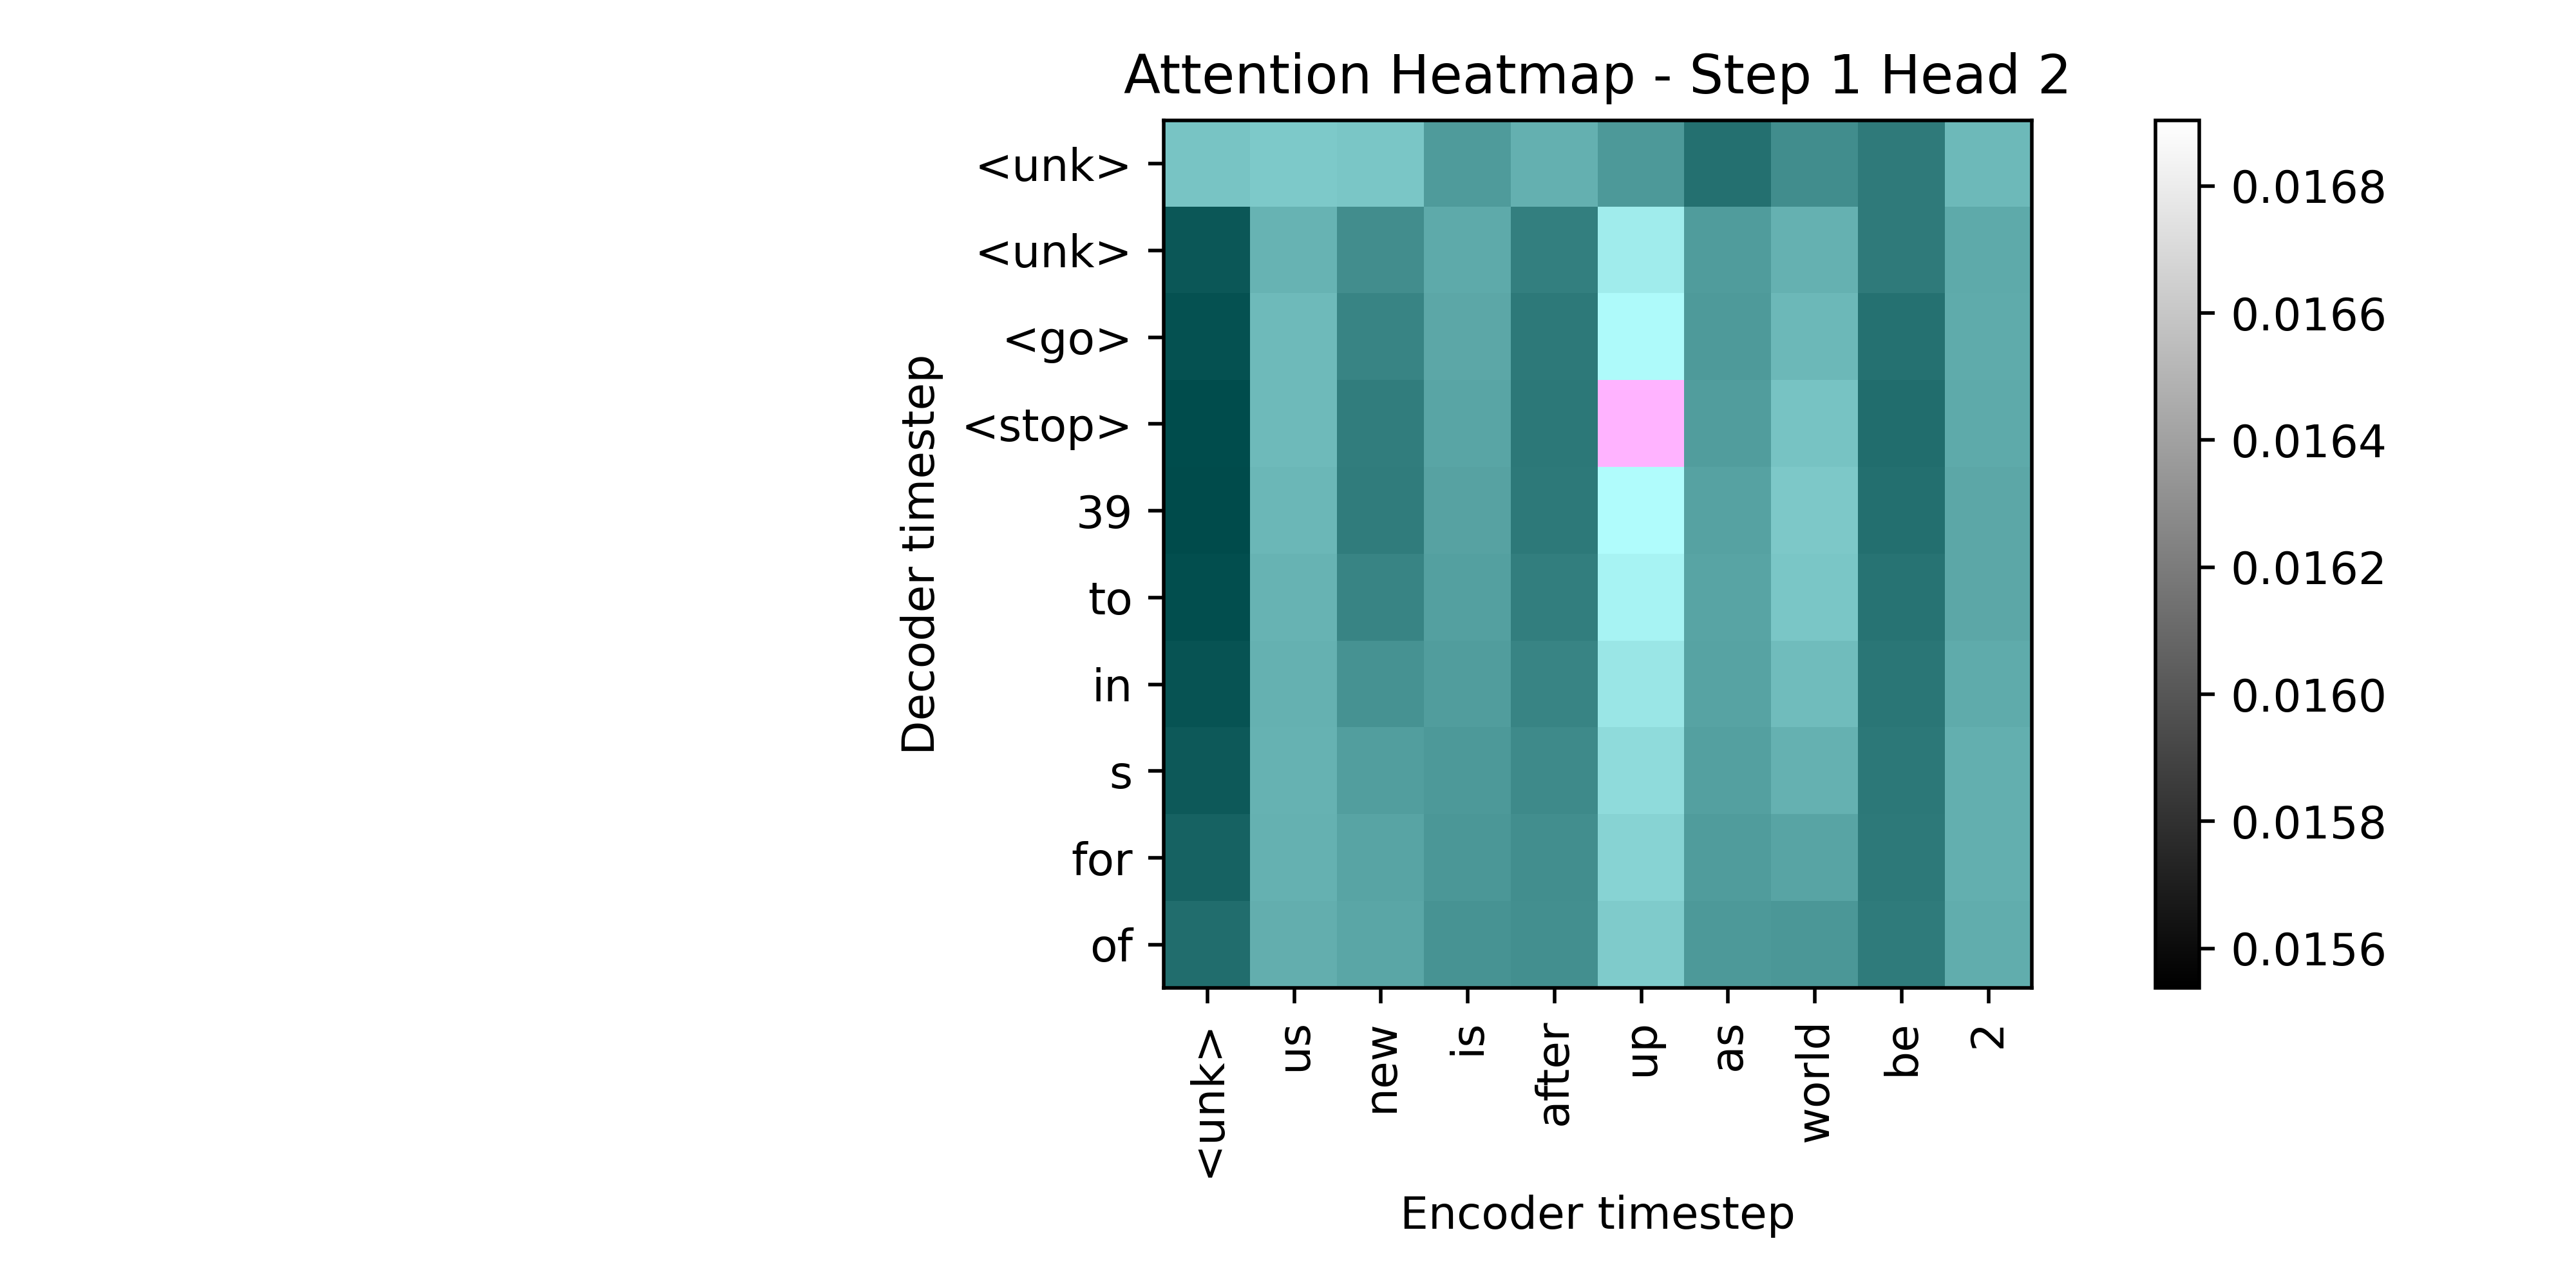 Attention Heatmap - Step 1 Head 2
Decoder timestep
<unk>
<unk>
<go>
<stop>
39
to
in
s
for
of
<unk>
us
new
is
after
up
as
world
be
2
Encoder timestep
0.0168
0.0166
0.0164
0.0162
0.0160
0.0158
0.0156